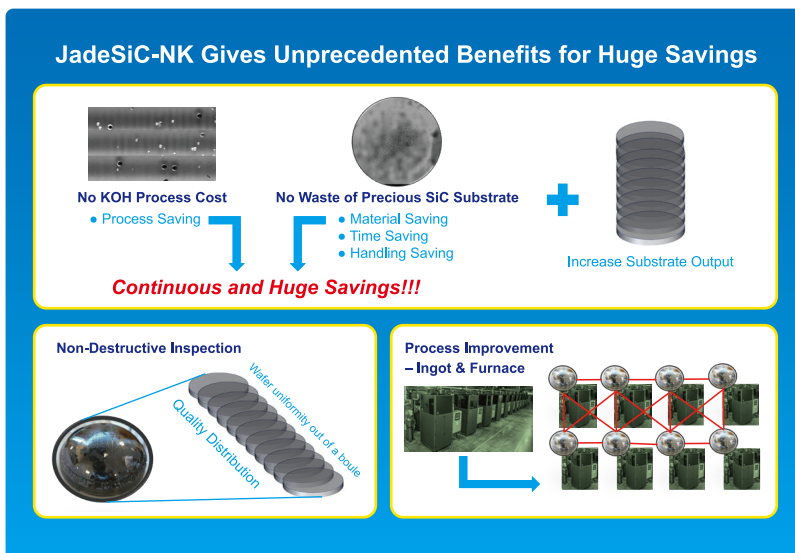 JadeSiC-NK Gives Unprecedented Benefits for Huge Savings
No KOH Process Cost
● Process Saving
No Waste of Precious SiC Substrate
● Material Saving
● Time Saving
● Handling Saving
Increase Substrate Output
Continuous and Huge Savings!!!
Non-Destructive Inspection
Wafer uniformity out of a boule
Quality Distribution
Process Improvement
– Ingot & Furnace